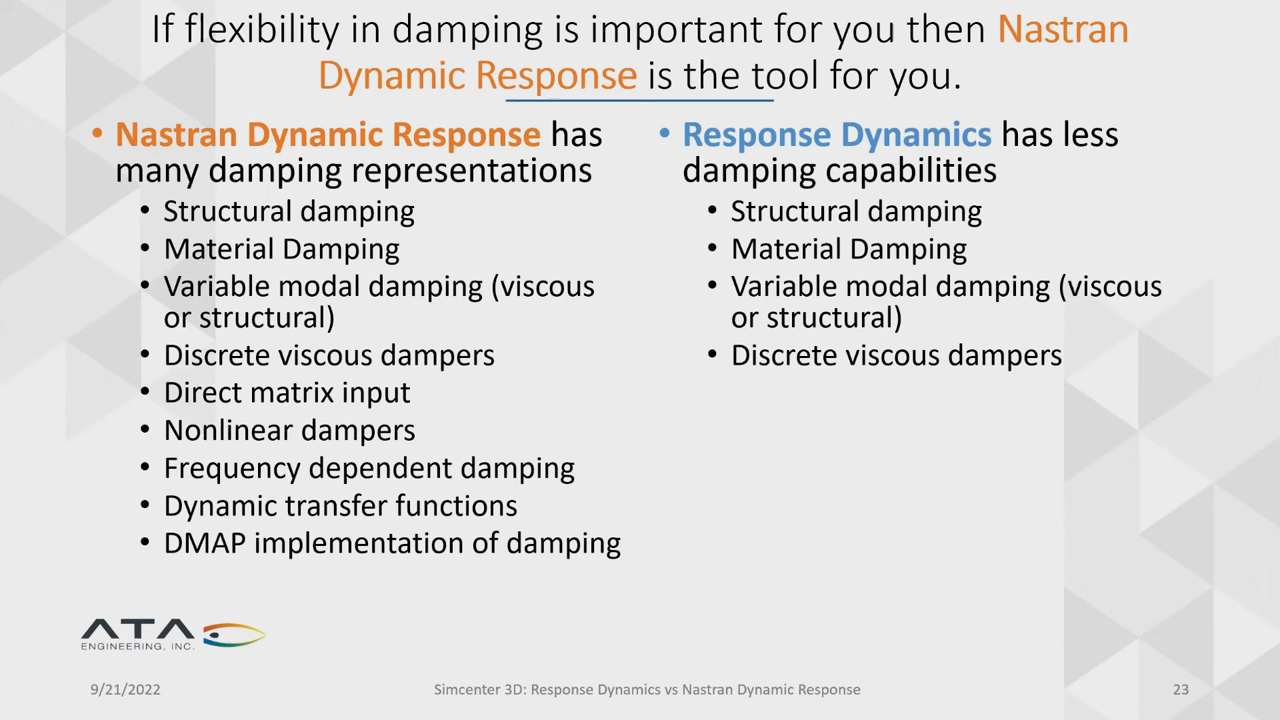 If flexibility in damping is important for you then Nastran
Dynamic Response is the tool for you.
• Nastran Dynamic Response has
many damping representations
• Structural damping
• Material Damping
• Variable modal damping (viscous
or structural)
• Discrete viscous dampers
• Direct matrix input
• Nonlinear dampers
• Frequency dependent damping
• Dynamic transfer functions
• DMAP implementation of damping
• Response Dynamics has less
damping capabilities
• Structural damping
• Material Damping
• Variable modal damping (viscous
or structural)
• Discrete viscous dampers
ATA
ENGINEERING, INC.
9/21/2022
Simcenter 3D: Response Dynamics vs Nastran Dynamic Response
23